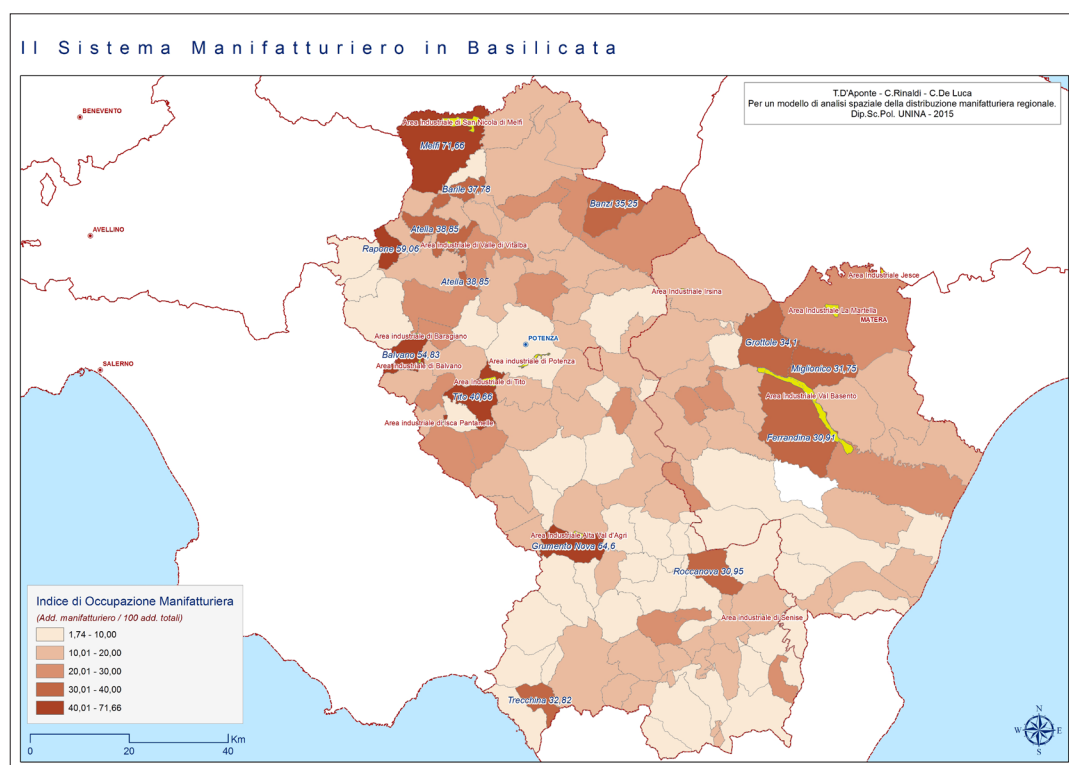 Il Sistema Manifatturiero in Basilicata
T.D'Aponte - C.Rinaldi - C.De Luca
Per un modello di analisi spaziale della distribuzione manifatturiera regionale.
Dip.Sc.Pol. UNINA - 2015
BENEVENTO
Area industriale di San Nicola di Melfi
Melfi 71,66
Barile 37,78
Banzi 35,25
AVELLINO
Atella 38,85
Rapone 59,06
Area Industriale di Valle di Vitalba
Area Industriale Jesce
Atella 38,85
Area Industriale Irsina
Area Industriale La Martella
MATERA
Area industriale di Baragiano
POTENZA
Grottole 34,1
Balvano 54,83
Area industriale di Potenza
SALERNO
Area industriale di Balvano
Miglionico 31,75
Area Industriale di Tito
Tito 40,86
Area Industriale Val Basento
Area industriale di Isca Pantanelle
Ferrandina 30,91
Area Industriale Alta Val d'Agri
Grumento Nova 64,6
Roccanova 30,95
Area industriale di Senise
Trecchina 32,82
Indice di Occupazione Manifatturiera
(Add. manifatturiero / 100 add. totali)
1,74 - 10,00
10,01 - 20,00
20,01 - 30,00
30,01 - 40,00
40,01 - 71,66
Km
0 20 40
N
W E
S